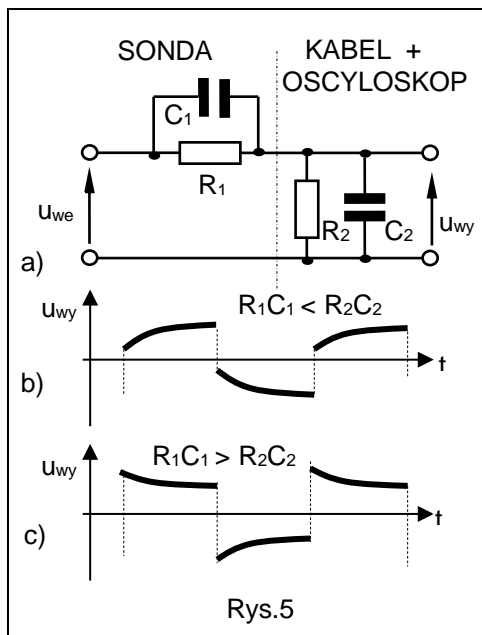 SONDA
KABEL +
OSCYLOSKOP
C1
R1
R2
C2
uwe
uwy
a)
uwy
R1C1 < R2C2
t
b)
uwy
R1C1 > R2C2
t
c)
Rys.5